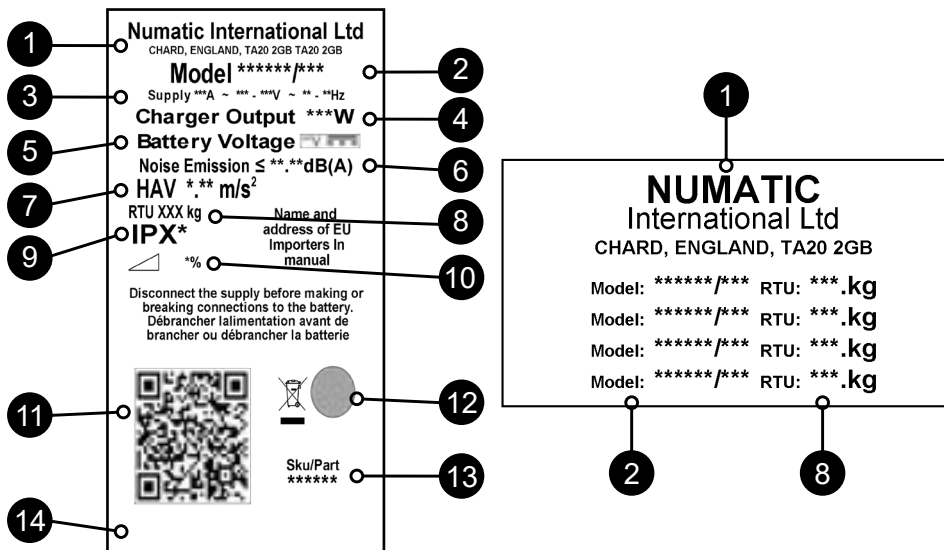 1
Numatic International Ltd
CHARD, ENGLAND, TA20 2GB TA20 2GB
Model ******/***
2
3
Supply ***A ~ *** - ***V ~ ** - **Hz
Charger Output ***W
4
5
Battery Voltage
Noise Emission ≤ **.**dB(A)
6
7
HAV *.** m/s²
RTU XXX kg
8
9
IPX*
Name and
address of EU
Importers In
manual
*%
10
Disconnect the supply before making or
breaking connections to the battery.
Débrancher lalimentation avant de
brancher ou débrancher la batterie
11
12
Sku/Part
******
13
14
1
NUMATIC
International Ltd
CHARD, ENGLAND, TA20 2GB
Model: ******/*** RTU: ***.kg
Model: ******/*** RTU: ***.kg
Model: ******/*** RTU: ***.kg
Model: ******/*** RTU: ***.kg
2
8